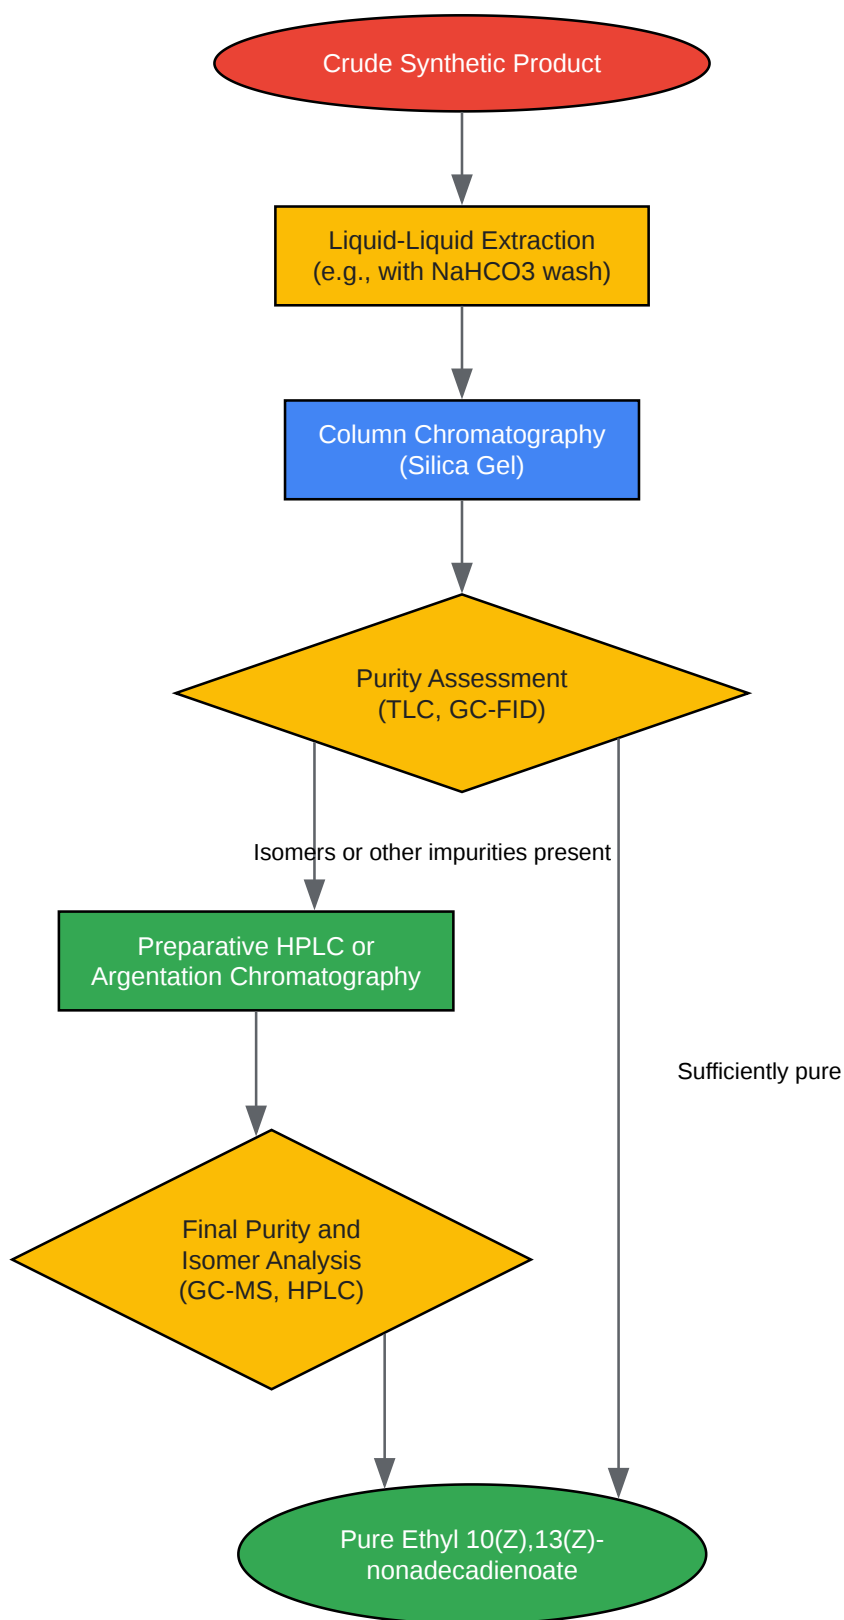 Crude Synthetic Product
Liquid-Liquid Extraction
(e.g., with NaHCO3 wash)
Column Chromatography
(Silica Gel)
Purity Assessment
(TLC, GC-FID)
Isomers or other impurities present
Preparative HPLC or
Argentation Chromatography
Sufficiently pure
Final Purity and
Isomer Analysis
(GC-MS, HPLC)
Pure Ethyl 10(Z),13(Z)-
nonadecadienoate